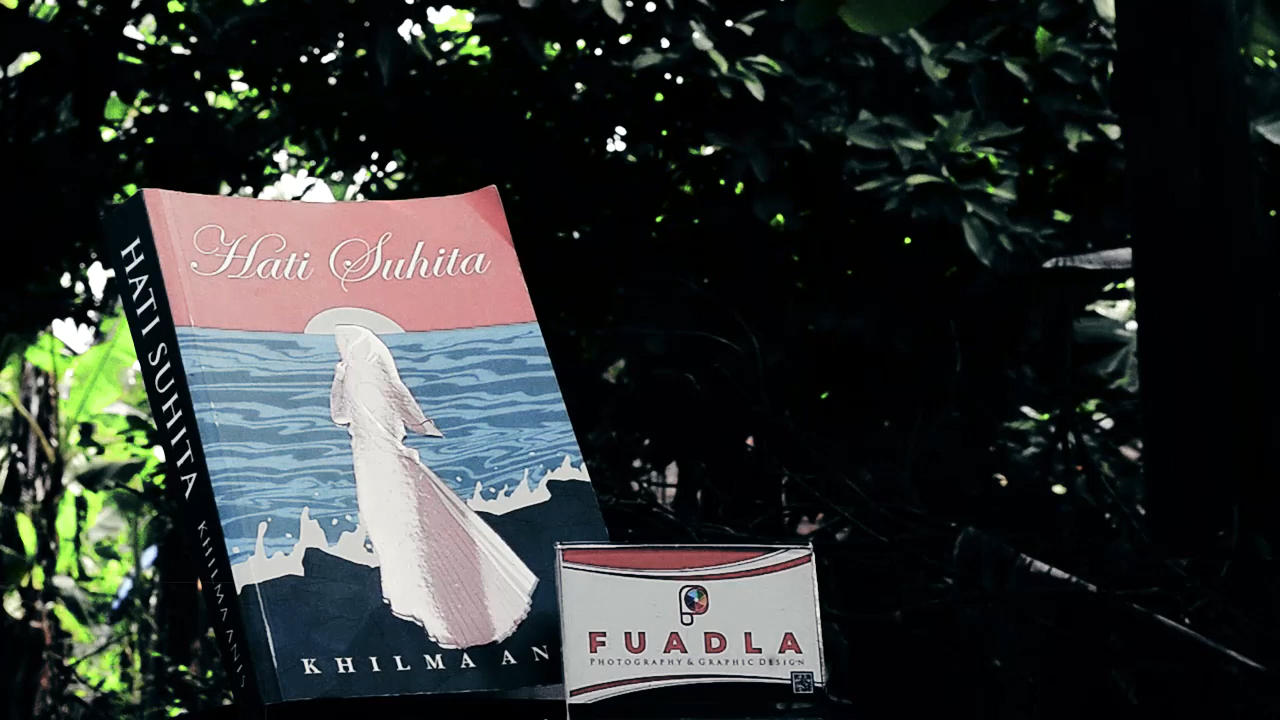 Hati Suhita
KHILMA AN
HATI SUHITA
KHILMA ANIS
FUADLA
PHOTOGRAPHY & GRAPHIC DESIGN